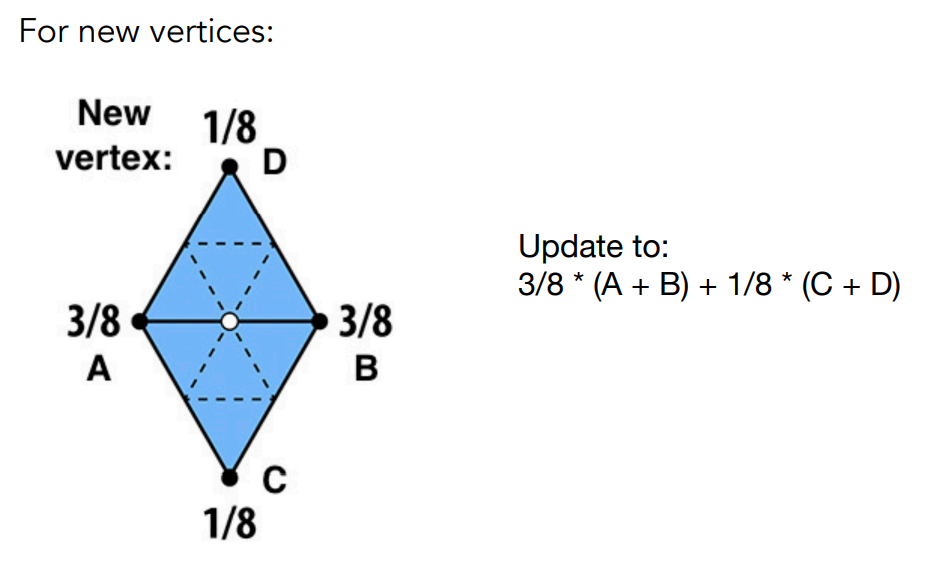 For new vertices:
New
vertex:
1/8
D
3/8
A
3/8
B
C
1/8
Update to:
3/8 * (A + B) + 1/8 * (C + D)